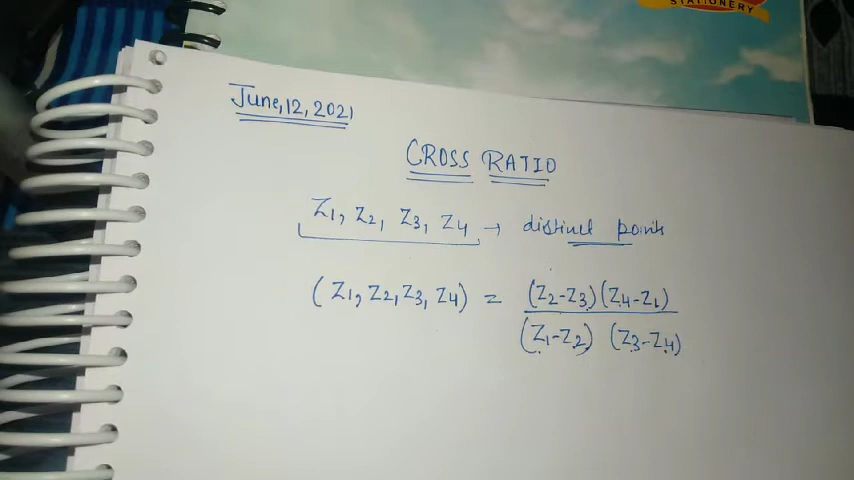 STATIONERY
June, 12, 2021
CROSS RATIO
Z1, Z2, Z3, Z4 → distinct points
(Z1, Z2, Z3, Z4) = (Z2-Z3)(Z4-Z1)
(Z1-Z2) (Z3-Z4)